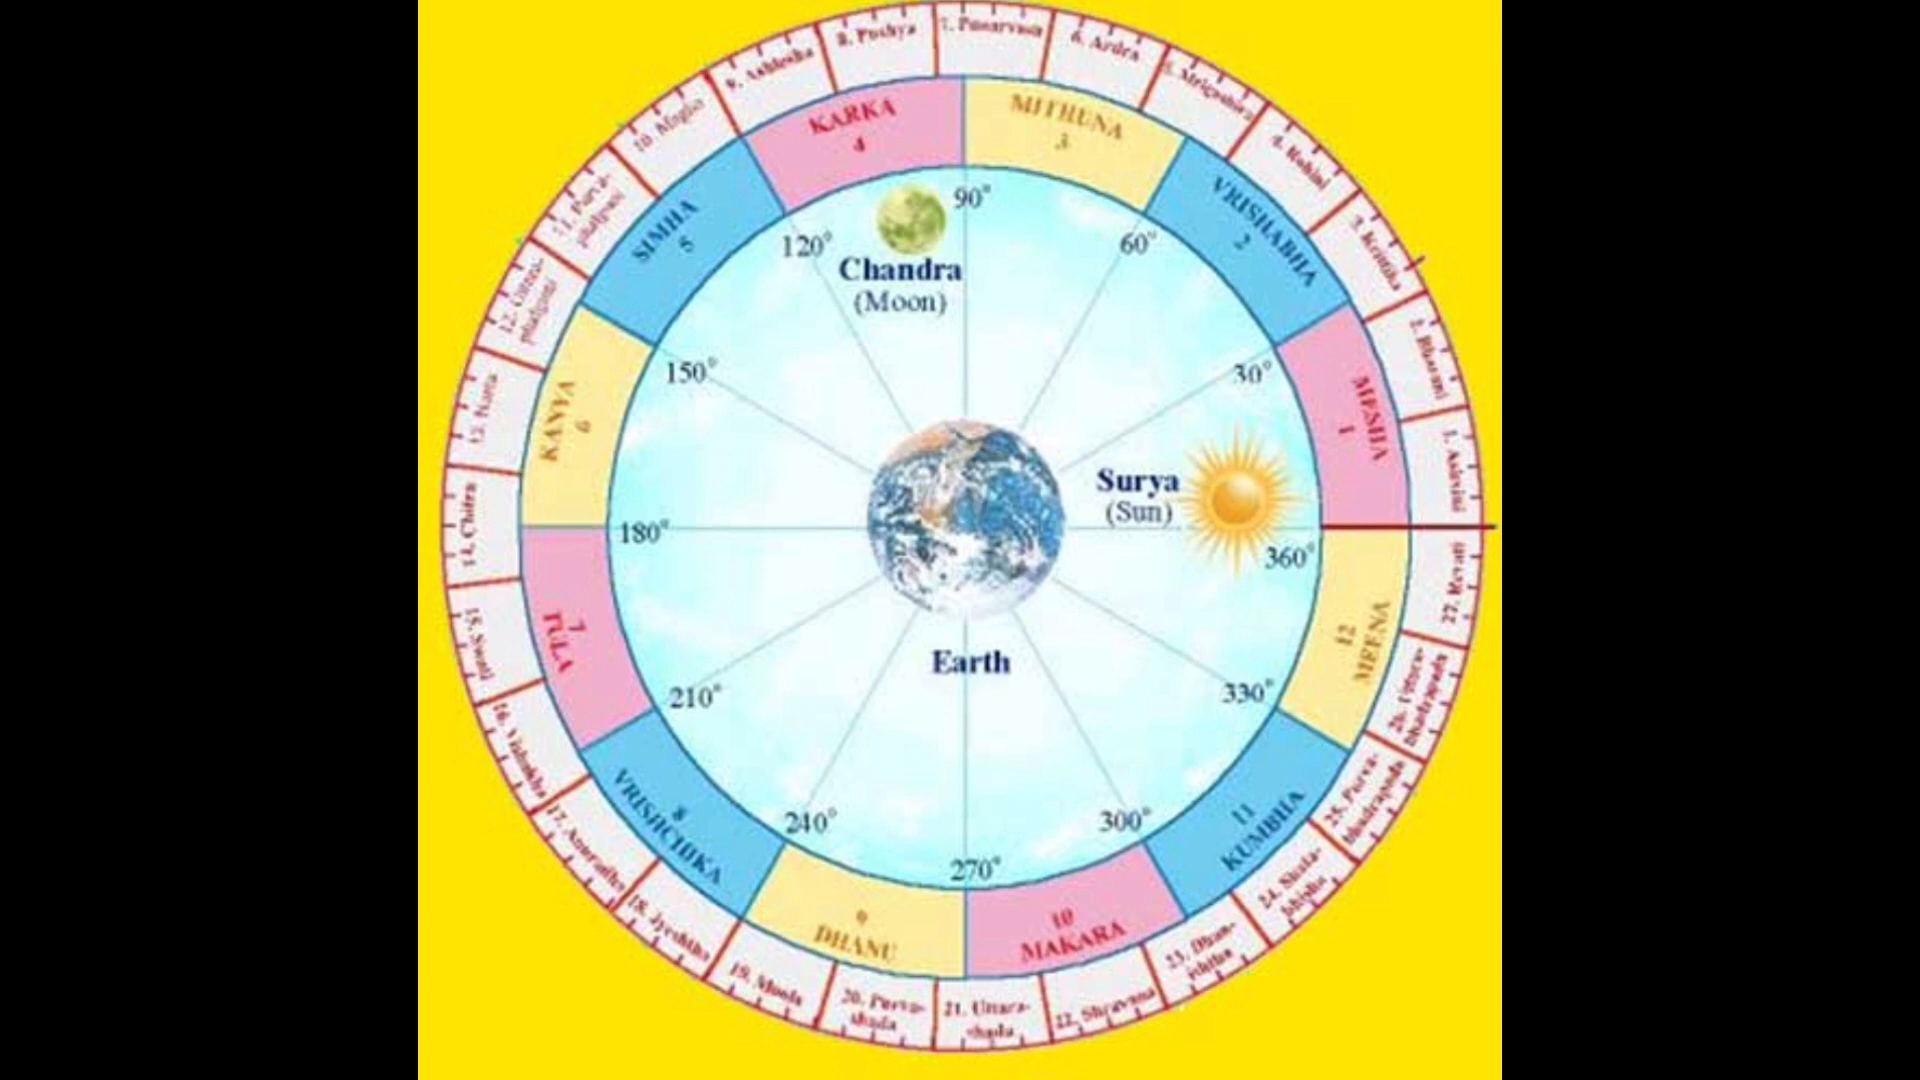 7. Punarvasu
8. Pushya
6. Ardra
9. Ashlesha
5. Mrigashira
10. Magha
4. Rohini
11. Purva-
phalguni
3. Krittika
12. Uttara-
phalguni
2. Bharani
13. Hasta
1. Ashvini
14. Chitra
27. Revati
15. Swati
26. Uttara-
bhadrapada
16. Vishakha
25. Purva-
bhadrapada
17. Anuradha
24. Shata-
bhisha
18. Jyeshtha
23. Dhan-
ishtha
19. Moola
20. Purva-
shada
21. Uttara-
shada
22. Shravana
KARKA
4
MITHUNA
3
SIMHA
5
VRISHABHA
2
KANYA
6
MESHA
1
7
TULA
12
MEENA
8
VRISHCHIKA
11
KUMBHA
9
DHANU
10
MAKARA
90°
120°
60°
150°
30°
180°
360°
210°
330°
240°
300°
270°
Chandra
(Moon)
Surya
(Sun)
Earth